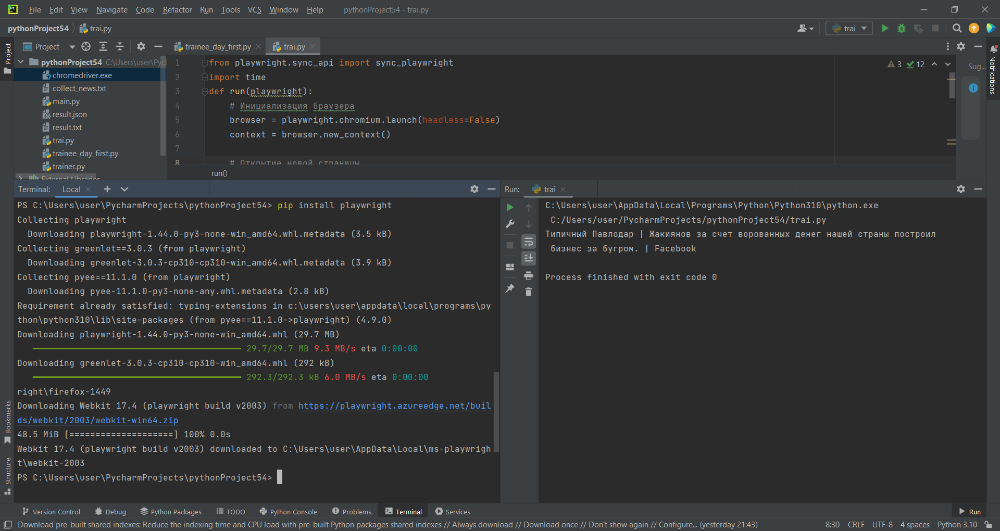 File Edit View Navigate Code Refactor Run Tools VCS Window Help pythonProject54 - trai.py
pythonProject54 trai.py
trai
Project
trainee_day_first.py
trai.py
Project
pythonProject54 C:\Users\user\Pych
chromedriver.exe
collect_news.txt
main.py
result.json
result.txt
trai.py
trainee_day_first.py
trainer.py
External Libraries
1 from playwright.sync_api import sync_playwright
2 import time
3 def run(playwright):
4 # Инициализация браузера
5 browser = playwright.chromium.launch(headless=False)
6 context = browser.new_context()
7
8 # Открытие новой страницы
run()
3 12
Sug...
Notifications
Terminal: Local
PS C:\Users\user\PycharmProjects\pythonProject54> pip install playwright
Collecting playwright
Downloading playwright-1.44.0-py3-none-win_amd64.whl.metadata (3.5 kB)
Collecting greenlet==3.0.3 (from playwright)
Downloading greenlet-3.0.3-cp310-cp310-win_amd64.whl.metadata (3.9 kB)
Collecting pyee==11.1.0 (from playwright)
Downloading pyee-11.1.0-py3-none-any.whl.metadata (2.8 kB)
Requirement already satisfied: typing-extensions in c:\users\user\appdata\local\programs\py
thon\python310\lib\site-packages (from pyee==11.1.0->playwright) (4.9.0)
Downloading playwright-1.44.0-py3-none-win_amd64.whl (29.7 MB)
29.7/29.7 MB 9.3 MB/s eta 0:00:00
Downloading greenlet-3.0.3-cp310-cp310-win_amd64.whl (292 kB)
292.3/292.3 kB 6.0 MB/s eta 0:00:00
right\firefox-1449
Downloading Webkit 17.4 (playwright build v2003) from https://playwright.azureedge.net/buil
ds/webkit/2003/webkit-win64.zip
48.5 MiB [====================] 100% 0.0s
Webkit 17.4 (playwright build v2003) downloaded to C:\Users\user\AppData\Local\ms-playwrigh
t\webkit-2003
PS C:\Users\user\PycharmProjects\pythonProject54>
Run: trai
C:\Users\user\AppData\Local\Programs\Python\Python310\python.exe
C:/Users/user/PycharmProjects/pythonProject54/trai.py
Типичный Павлодар | Жакиянов за счет ворованных денег нашей страны построил
бизнес за бугром. | Facebook
Process finished with exit code 0
Bookmarks
Structure
Version Control Debug Python Packages TODO Python Console Problems Terminal Services Run
Download pre-built shared indexes: Reduce the indexing time and CPU load with pre-built Python packages shared indexes // Always download // Download once // Don't show again // Configure... (yesterday 21:43) 8:30 CRLF UTF-8 4 spaces Python 3.10